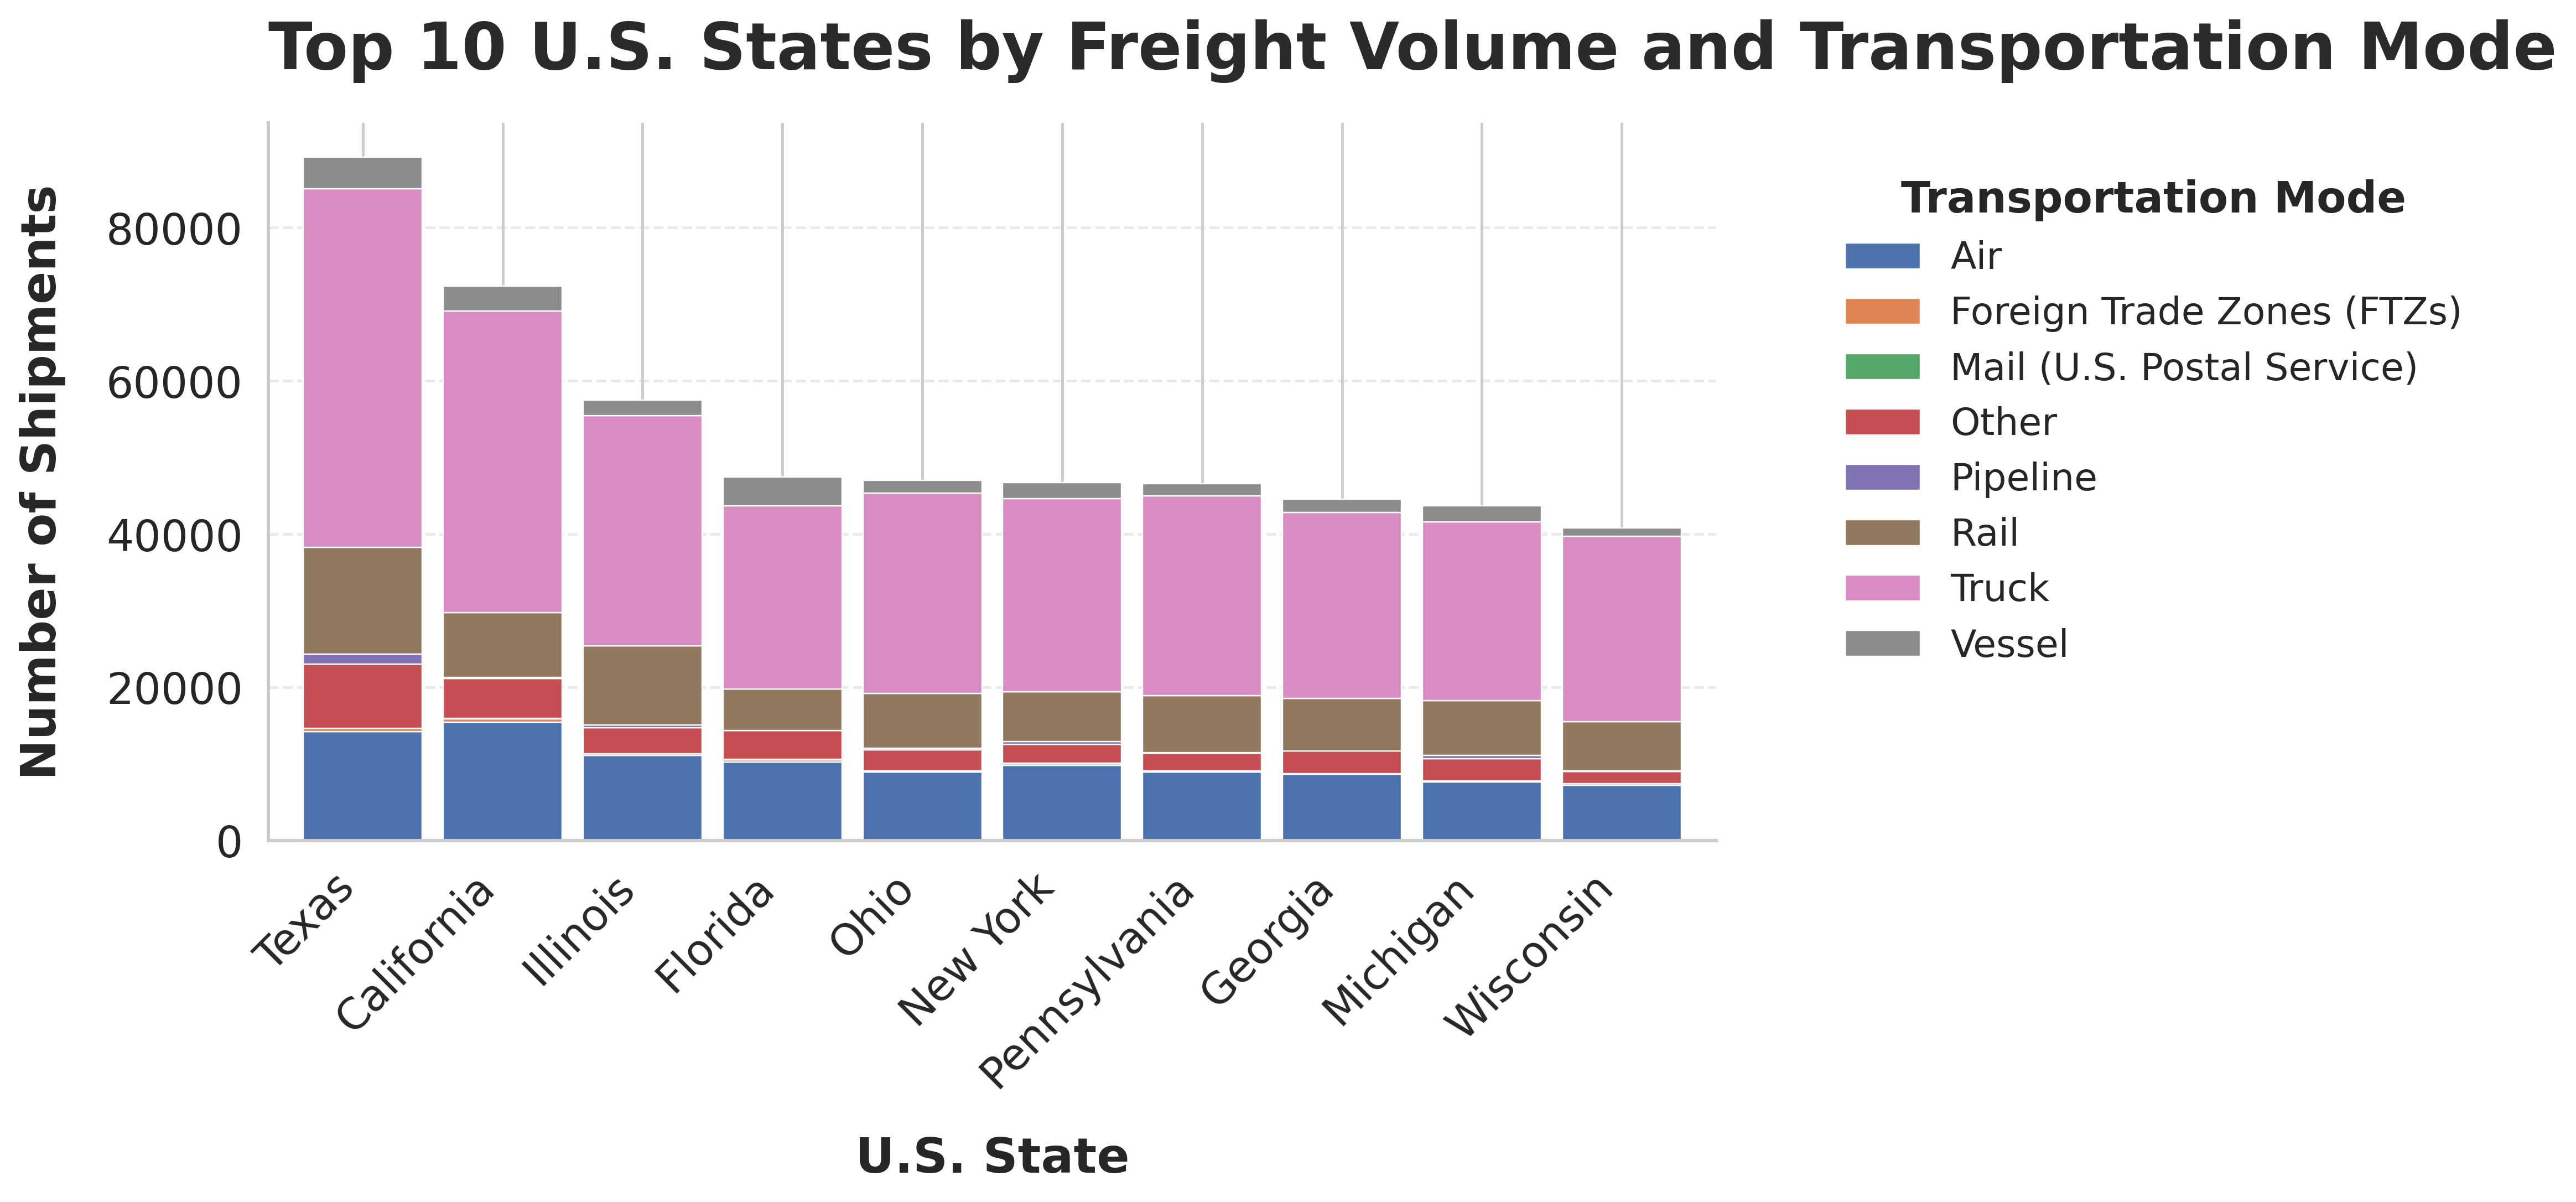 Top 10 U.S. States by Freight Volume and Transportation Mode
Number of Shipments
80000
60000
40000
20000
0
Texas
California
Illinois
Florida
Ohio
New York
Pennsylvania
Georgia
Michigan
Wisconsin
U.S. State
Transportation Mode
Air
Foreign Trade Zones (FTZs)
Mail (U.S. Postal Service)
Other
Pipeline
Rail
Truck
Vessel